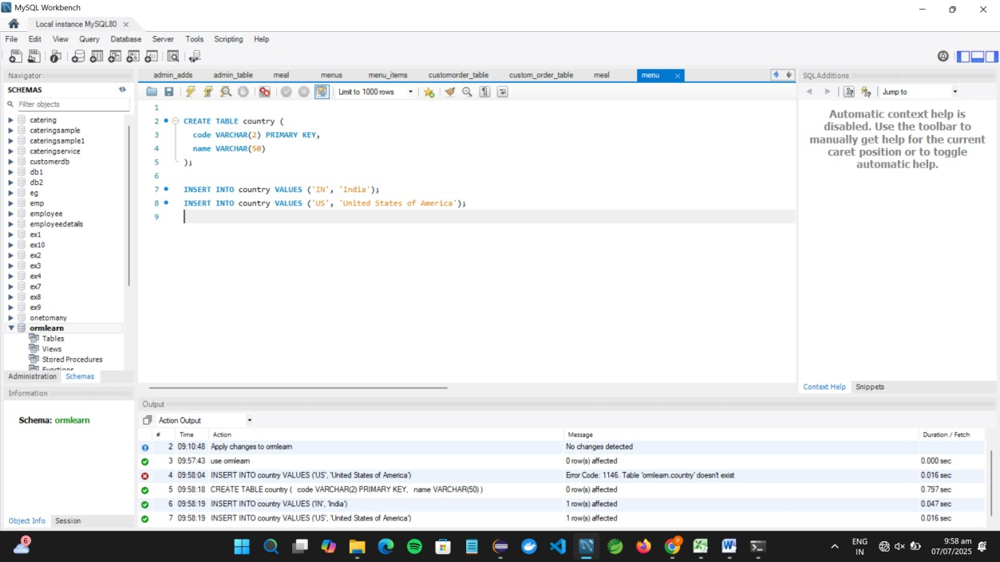 MySQL Workbench
Local instance MySQL80
File Edit View Query Database Server Tools Scripting Help
Navigator
SCHEMAS
Filter objects
catering
cateringsample
cateringsample1
cateringservice
customerdb
db1
db2
eg
emp
employee
employeedetails
ex1
ex10
ex2
ex3
ex4
ex7
ex8
ex9
onetomany
ormlearn
Tables
Views
Stored Procedures
Functions
Administration Schemas
Information
Schema: ormlearn
Object Info Session
admin_adds admin_table meal menus menu_items customorder_table custom_order_table meal menu
Limit to 1000 rows
1
2 CREATE TABLE country (
3 code VARCHAR(2) PRIMARY KEY,
4 name VARCHAR(50)
5 );
6
7 INSERT INTO country VALUES ('IN', 'India');
8 INSERT INTO country VALUES ('US', 'United States of America');
9
SQLAdditions
Jump to
Automatic context help is
disabled. Use the toolbar to
manually get help for the current
caret position or to toggle
automatic help.
Context Help Snippets
Output
Action Output
# Time Action Message Duration / Fetch
2 09:10:48 Apply changes to ormlearn No changes detected
3 09:57:43 use ormlearn 0 row(s) affected 0.000 sec
4 09:58:04 INSERT INTO country VALUES ('US', 'United States of America') Error Code: 1146. Table 'ormlearn.country' doesn't exist 0.016 sec
5 09:58:18 CREATE TABLE country ( code VARCHAR(2) PRIMARY KEY, name VARCHAR(50) ) 0 row(s) affected 0.797 sec
6 09:58:19 INSERT INTO country VALUES ('IN', 'India') 1 row(s) affected 0.047 sec
7 09:58:19 INSERT INTO country VALUES ('US', 'United States of America') 1 row(s) affected 0.016 sec
6
ENG
IN
9:58 am
07/07/2025